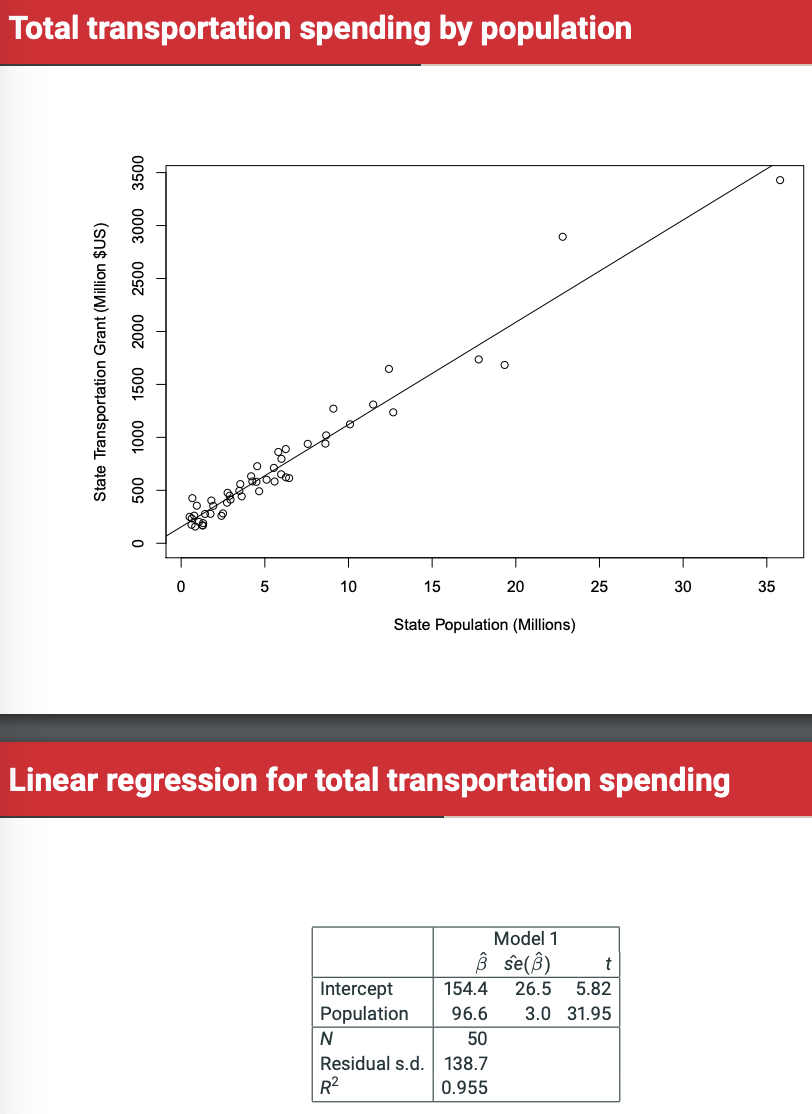 Total transportation spending by population
State Transportation Grant (Million $US)
3500
3000
2500
2000
1500
1000
500
0
0 5 10 15 20 25 30 35
State Population (Millions)
Linear regression for total transportation spending
Model 1
β̂ ŝe(β̂) t
Intercept 154.4 26.5 5.82
Population 96.6 3.0 31.95
N 50
Residual s.d. 138.7
R² 0.955